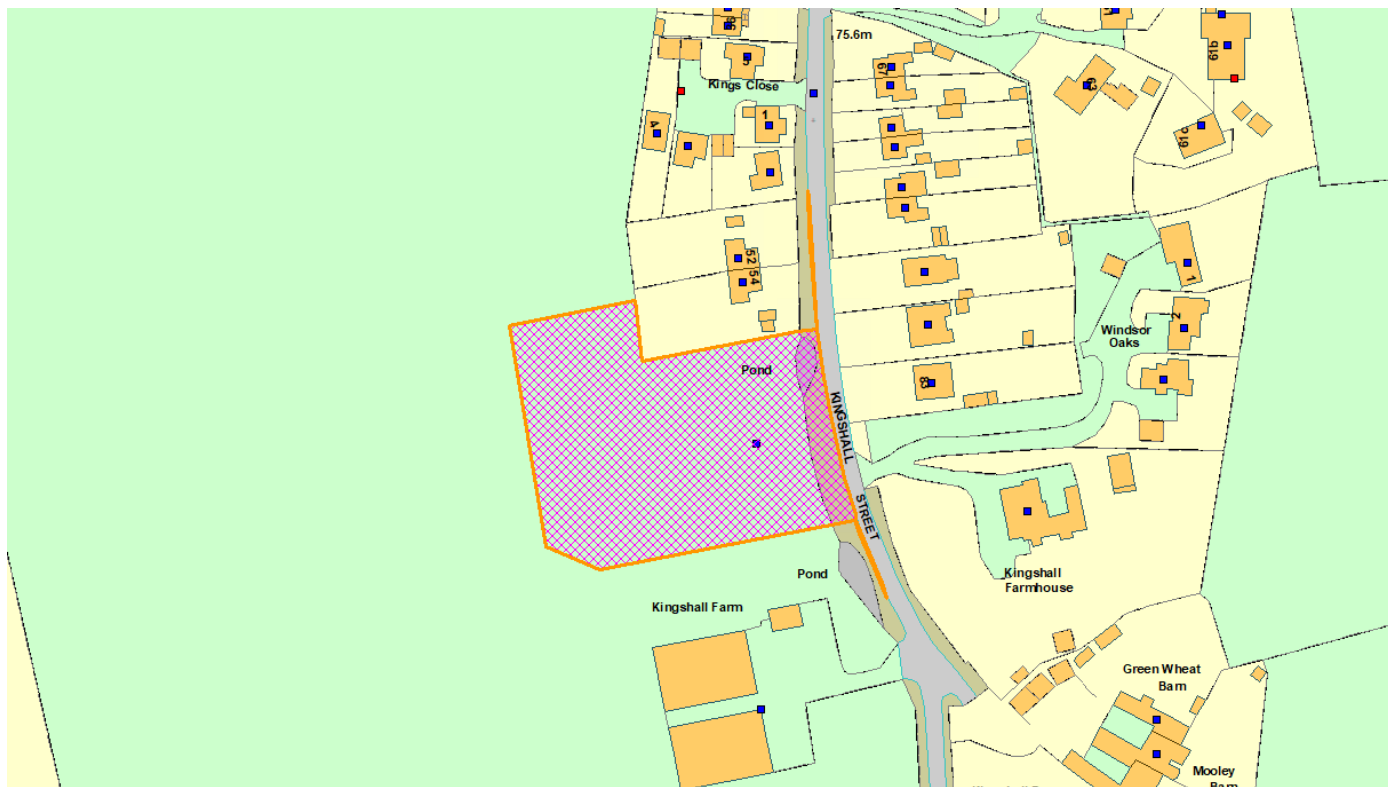 75.6m
67
61b
63
61c
5
Kings Close
1
4
52
54
1
2
Windsor
Oaks
Pond
83
KINGSHALL
STREET
Pond
Kingshall
Farmhouse
Kingshall Farm
Green Wheat
Barn
Mooley